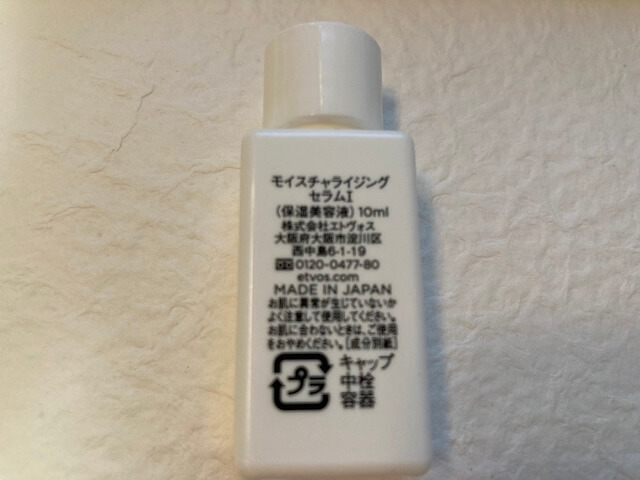 モイスチャライジング
セラムI
(保湿美容液) 10ml
株式会社エトヴォス
大阪府大阪市淀川区
西中島6-1-19
0120-0477-80
etvos.com
MADE IN JAPAN
お肌に異常が生じていないか
よく注意して使用してください。
お肌に合わないときは、ご使用
をおやめください。[成分別紙]
プラ
キャップ
中栓
容器